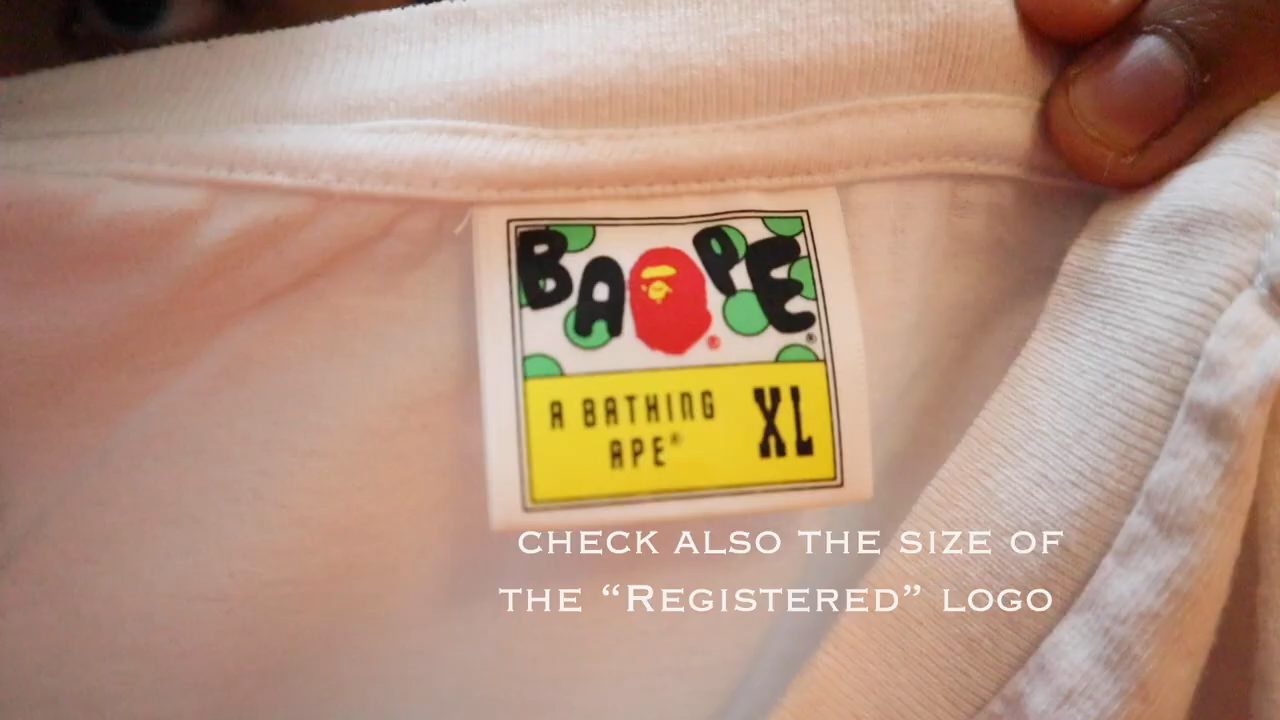 BAPE
®
®
A BATHING
APE®
XL
CHECK ALSO THE SIZE OF
THE “REGISTERED” LOGO